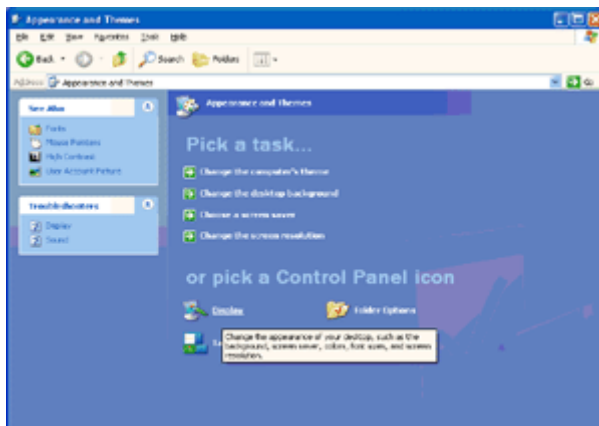 Appearance and Themes
File Edit View Favorites Tools Help
Back Search Folders
Address Appearance and Themes Go
See Also
Fonts
Mouse Pointers
High Contrast
User Account Picture
Troubleshooters
Display
Sound
Appearance and Themes
Pick a task...
Change the computer's theme
Change the desktop background
Choose a screen saver
Change the screen resolution
or pick a Control Panel icon
Display Folder Options
Change the appearance of your desktop, such as the
background, screen saver, colors, font sizes, and screen
resolution.